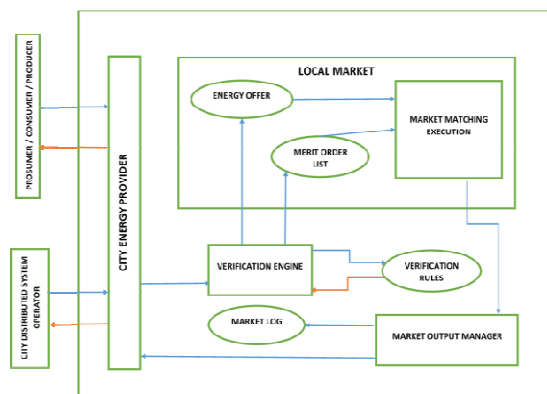 PROSUMER / CONSUMER / PRODUCER
CITY DISTRIBUTED SYSTEM
OPERATOR
CITY ENERGY PROVIDER
LOCAL MARKET
ENERGY OFFER
MERIT ORDER
LIST
MARKET MATCHING
EXECUTION
VERIFICATION ENGINE
VERIFICATION
RULES
MARKET LOG
MARKET OUTPUT MANAGER